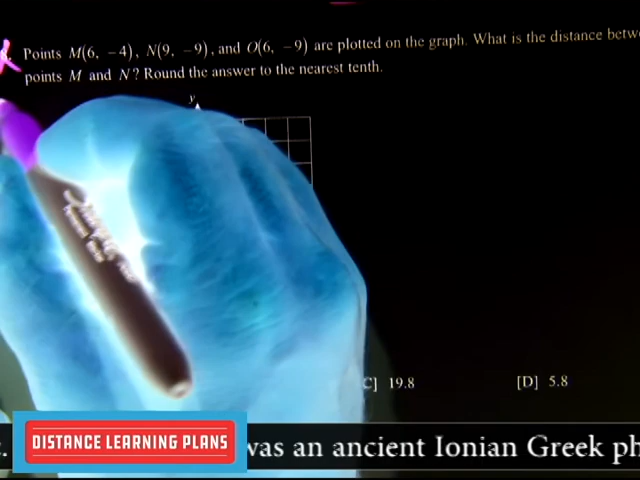 Points M(6, −4), N(9, −9), and O(6, −9) are plotted on the graph. What is the distance betw
points M and N? Round the answer to the nearest tenth.
y
C] 19.8
[D] 5.8
DISTANCE LEARNING PLANS
was an ancient Ionian Greek ph